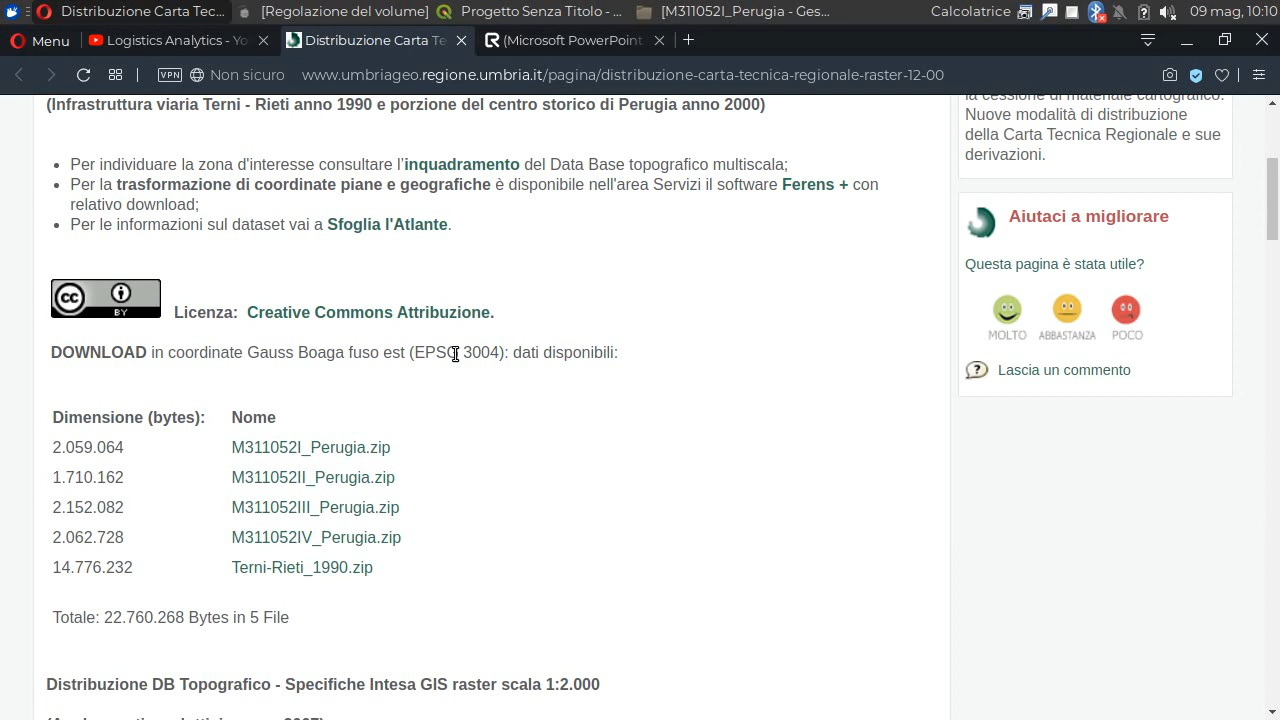 Distribuzione Carta Tec...
[Regolazione del volume]
Progetto Senza Titolo - ...
[M311052I_Perugia - Ges...
Calcolatrice
09 mag, 10:10
Menu
Logistics Analytics - Yo
Distribuzione Carta Te
(Microsoft PowerPoint
VPN
Non sicuro
www.umbriageo.regione.umbria.it/pagina/distribuzione-carta-tecnica-regionale-raster-12-00
(Infrastruttura viaria Terni - Rieti anno 1990 e porzione del centro storico di Perugia anno 2000)
Per individuare la zona d'interesse consultare l'inquadramento del Data Base topografico multiscala;
Per la trasformazione di coordinate piane e geografiche è disponibile nell'area Servizi il software Ferens + con
relativo download;
Per le informazioni sul dataset vai a Sfoglia l'Atlante.
cc BY
Licenza: Creative Commons Attribuzione.
DOWNLOAD in coordinate Gauss Boaga fuso est (EPSG 3004): dati disponibili:
Dimensione (bytes): Nome
2.059.064 M311052I_Perugia.zip
1.710.162 M311052II_Perugia.zip
2.152.082 M311052III_Perugia.zip
2.062.728 M311052IV_Perugia.zip
14.776.232 Terni-Rieti_1990.zip
Totale: 22.760.268 Bytes in 5 File
Distribuzione DB Topografico - Specifiche Intesa GIS raster scala 1:2.000
la cessione di materiale cartografico.
Nuove modalità di distribuzione
della Carta Tecnica Regionale e sue
derivazioni.
Aiutaci a migliorare
Questa pagina è stata utile?
MOLTO
ABBASTANZA
POCO
Lascia un commento